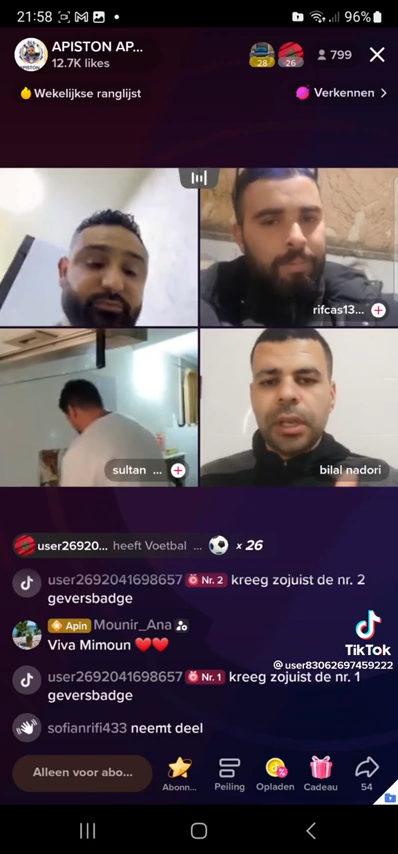 21:58
96%
APISTON AP...
12.7K likes
28
26
799
Wekelijkse ranglijst
Verkennen >
rifcas13...
sultan ...
bilal nadori
user26920... heeft Voetbal ... x 26
user2692041698657 Nr. 2 kreeg zojuist de nr. 2
geversbadge
Apin Mounir_Ana
Viva Mimoun ❤️❤️
TikTok
@user83062697459222
user2692041698657 Nr. 1 kreeg zojuist de nr. 1
geversbadge
sofianrifi433 neemt deel
Alleen voor abo...
Abonn...
Peiling
Opladen
Cadeau
54